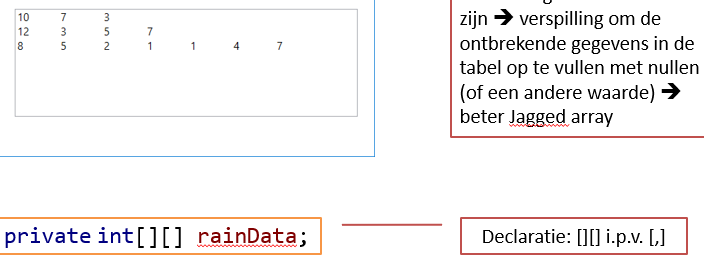 10 7 3
12 3 5 7
8 5 2 1 1 4 7
zijn 🡺 verspilling om de
ontbrekende gegevens in de
tabel op te vullen met nullen
(of een andere waarde) 🡺
beter Jagged array
private int[][] rainData;
Declaratie: [][] i.p.v. [,]